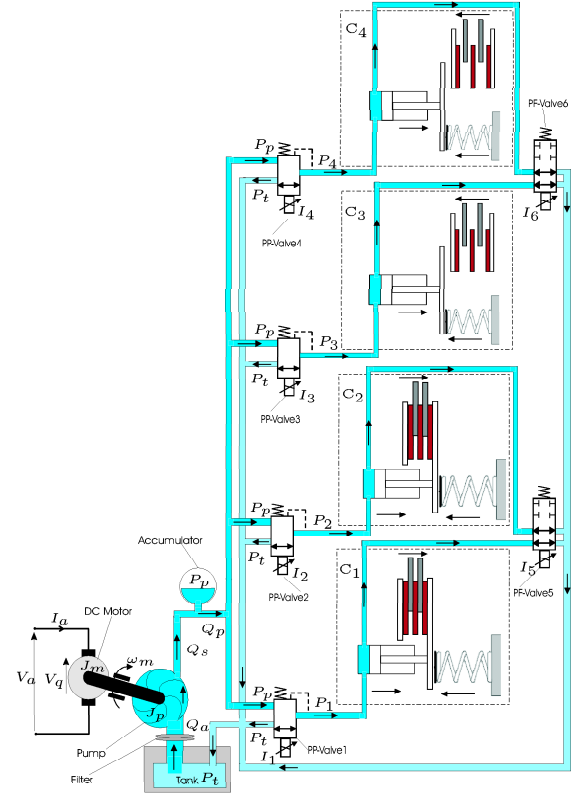 C4
PF-Valve6
Pp
P4
Pt
I4
I6
PP-Valve4
C3
Pp
P3
Pt
I3
PP-Valve3
C2
Pp
P2
Pt
I2
I5
PP-Valve2
PF-Valve5
Accumulator
Pp
C1
DC Motor
Qp
Ia
Qs
Jm
ωm
Va
Vq
Jp
Pp
P1
Pt
Qa
I1
PP-Valve1
Pump
Filter
Tank
Pt